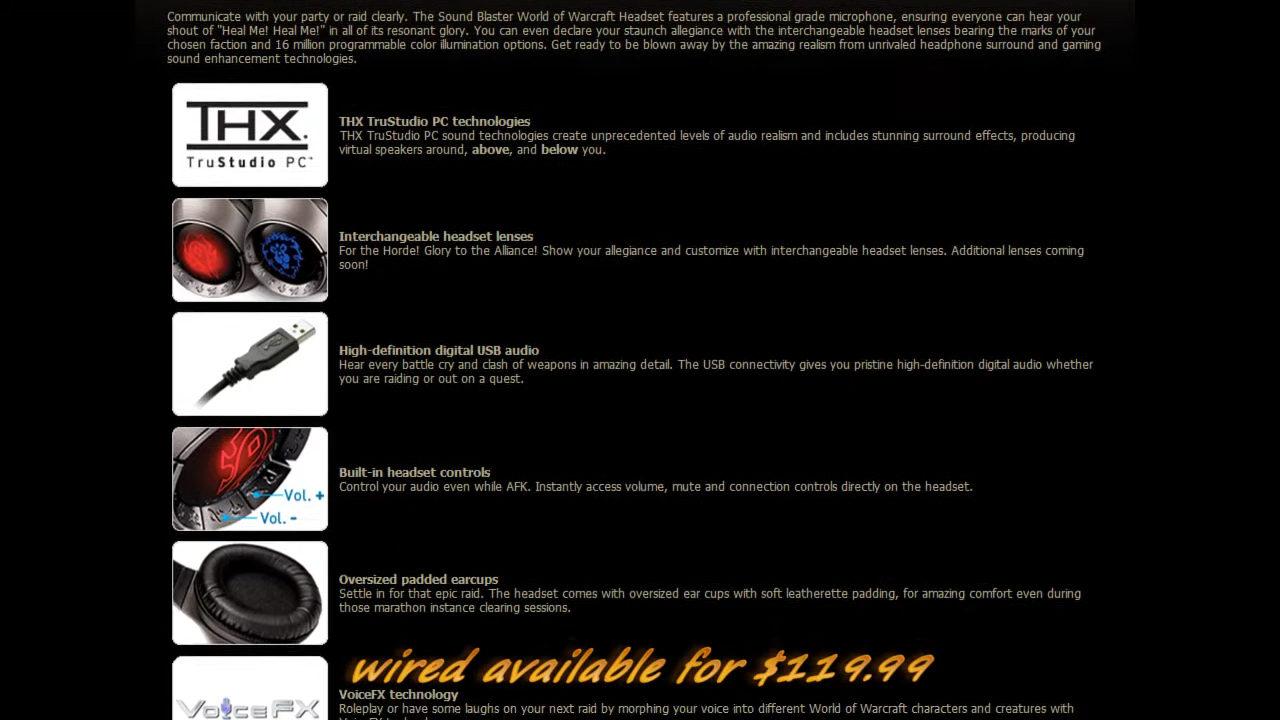 Communicate with your party or raid clearly. The Sound Blaster World of Warcraft Headset features a professional grade microphone, ensuring everyone can hear your
shout of "Heal Me! Heal Me!" in all of its resonant glory. You can even declare your staunch allegiance with the interchangeable headset lenses bearing the marks of your
chosen faction and 16 million programmable color illumination options. Get ready to be blown away by the amazing realism from unrivaled headphone surround and gaming
sound enhancement technologies.
THX.
TruStudio PC™
THX TruStudio PC technologies
THX TruStudio PC sound technologies create unprecedented levels of audio realism and includes stunning surround effects, producing
virtual speakers around, above, and below you.
Interchangeable headset lenses
For the Horde! Glory to the Alliance! Show your allegiance and customize with interchangeable headset lenses. Additional lenses coming
soon!
High-definition digital USB audio
Hear every battle cry and clash of weapons in amazing detail. The USB connectivity gives you pristine high-definition digital audio whether
you are raiding or out on a quest.
Vol. +
Vol. -
Built-in headset controls
Control your audio even while AFK. Instantly access volume, mute and connection controls directly on the headset.
Oversized padded earcups
Settle in for that epic raid. The headset comes with oversized ear cups with soft leatherette padding, for amazing comfort even during
those marathon instance clearing sessions.
wired available for $119.99
VoiceFX
VoiceFX technology
Roleplay or have some laughs on your next raid by morphing your voice into different World of Warcraft characters and creatures with